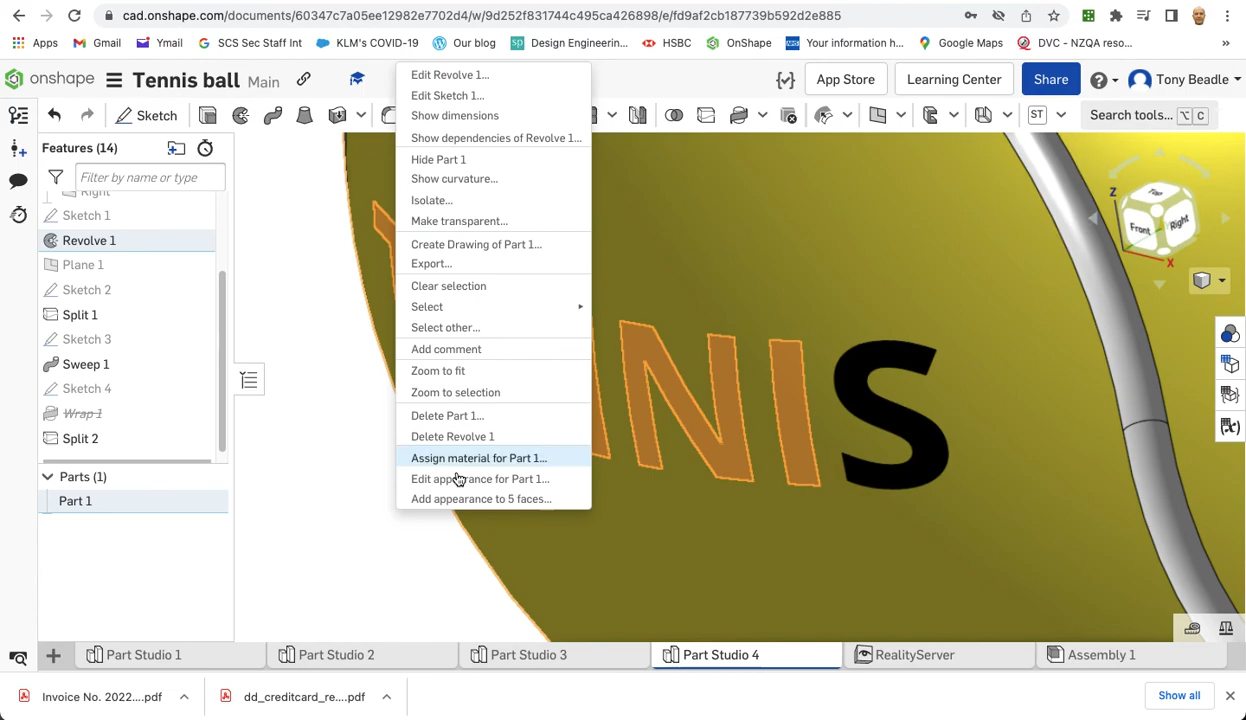 cad.onshape.com/documents/60347c7a05ee12982e7702d4/w/9d252f831744c495ca426898/e/fd9af2cb187739b592d2e885
Apps Gmail Ymail SCS Sec Staff Int KLM's COVID-19 Our blog Design Engineerin... HSBC OnShape Your information h... Google Maps DVC - NZQA reso... »
onshape Tennis ball Main App Store Learning Center Share Tony Beadle
Sketch ST Search tools... ⌥ C
Features (14)
Filter by name or type
Right
Sketch 1
Revolve 1
Plane 1
Sketch 2
Split 1
Sketch 3
Sweep 1
Sketch 4
Wrap 1
Split 2
Parts (1)
Part 1
Edit Revolve 1...
Edit Sketch 1...
Show dimensions
Show dependencies of Revolve 1...
Hide Part 1
Show curvature...
Isolate...
Make transparent...
Create Drawing of Part 1...
Export...
Clear selection
Select
Select other...
Add comment
Zoom to fit
Zoom to selection
Delete Part 1...
Delete Revolve 1
Assign material for Part 1...
Edit appearance for Part 1...
Add appearance to 5 faces...
NIS
Z Top Front Right X
Part Studio 1 Part Studio 2 Part Studio 3 Part Studio 4 RealityServer Assembly 1
Invoice No. 2022....pdf dd_creditcard_re....pdf Show all